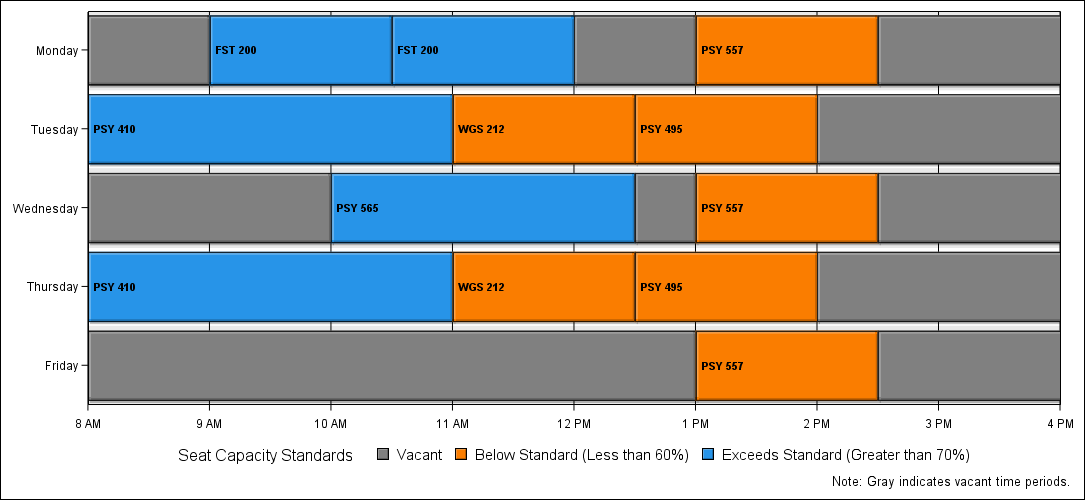 Monday
FST 200
FST 200
PSY 557
Tuesday
PSY 410
WGS 212
PSY 495
Wednesday
PSY 565
PSY 557
Thursday
PSY 410
WGS 212
PSY 495
Friday
PSY 557
8 AM 9 AM 10 AM 11 AM 12 PM 1 PM 2 PM 3 PM 4 PM
Seat Capacity Standards Vacant Below Standard (Less than 60%) Exceeds Standard (Greater than 70%)
Note: Gray indicates vacant time periods.